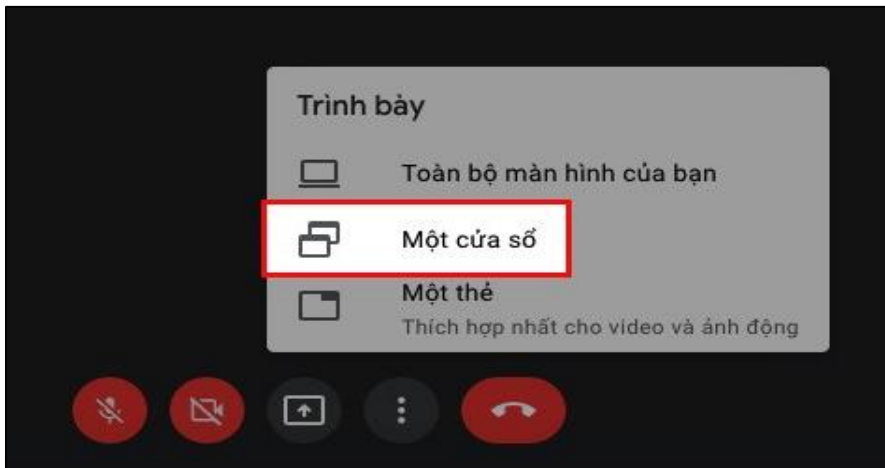 Trình bày
Toàn bộ màn hình của bạn
Một cửa sổ
Một thẻ
Thích hợp nhất cho video và ảnh động